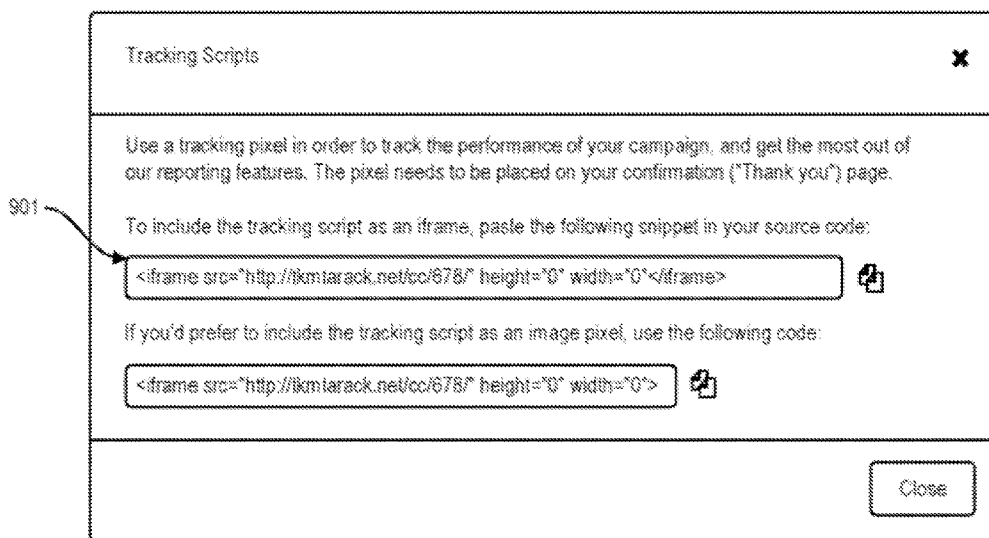 Tracking Scripts
Use a tracking pixel in order to track the performance of your campaign, and get the most out of
our reporting features. The pixel needs to be placed on your confirmation ("Thank you") page.
901
To include the tracking script as an iframe, paste the following snippet in your source code:
<iframe src="http://tkmtarack.net/cc/678/" height="0" width="0"</iframe>
If you'd prefer to include the tracking script as an image pixel, use the following code:
<iframe src="http://tkmtarack.net/cc/678/" height="0" width="0">
Close